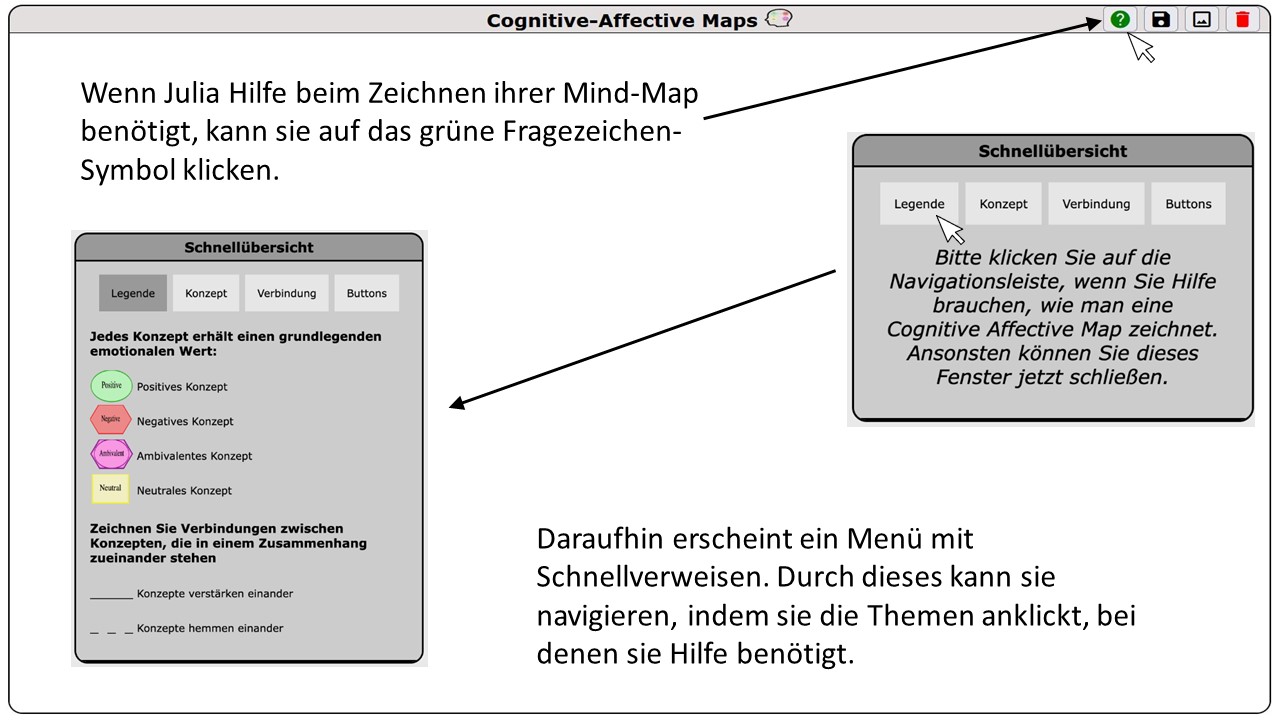 Cognitive-Affective Maps
Wenn Julia Hilfe beim Zeichnen ihrer Mind-Map
benötigt, kann sie auf das grüne Fragezeichen-
Symbol klicken.
Schnellübersicht
Legende Konzept Verbindung Buttons
Bitte klicken Sie auf die
Navigationsleiste, wenn Sie Hilfe
brauchen, wie man eine
Cognitive Affective Map zeichnet.
Ansonsten können Sie dieses
Fenster jetzt schließen.
Schnellübersicht
Legende Konzept Verbindung Buttons
Jedes Konzept erhält einen grundlegenden
emotionalen Wert:
Positive Positives Konzept
Negative Negatives Konzept
Ambivalent Ambivalentes Konzept
Neutral Neutrales Konzept
Zeichnen Sie Verbindungen zwischen
Konzepten, die in einem Zusammenhang
zueinander stehen
Konzepte verstärken einander
Konzepte hemmen einander
Daraufhin erscheint ein Menü mit
Schnellverweisen. Durch dieses kann sie
navigieren, indem sie die Themen anklickt, bei
denen sie Hilfe benötigt.